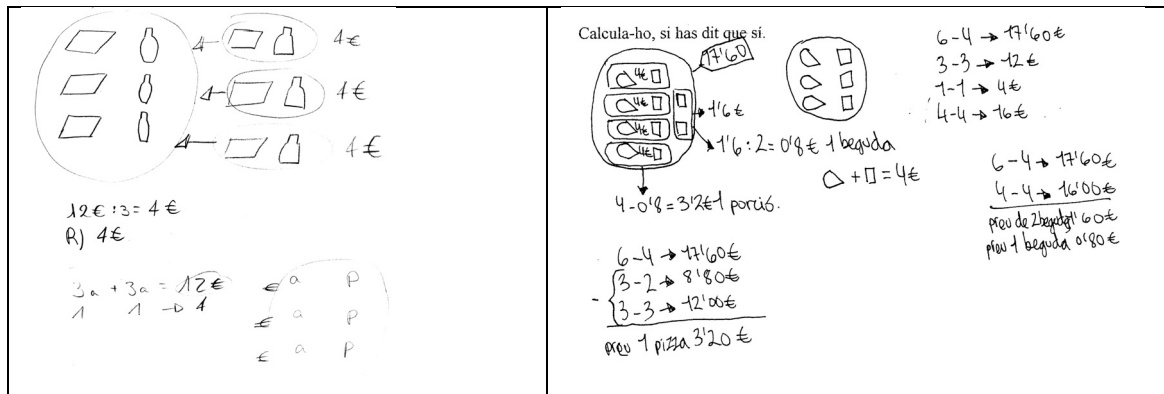 4 4€
4 4€
4 4€
12€:3= 4€
R) 4€
3a + 3a = 12€
1 1 → 4
€ a p
€ a p
€ a p
Calcula-ho, si has dit que sí.
17'60
4€
4€
4€
4€
→ 1'6€
1'6:2= 0'8€ 1 beguda
4-0'8=3'2€ 1 porció.
+ = 4€
6-4 → 17'60€
3-3 → 12€
1-1 → 4€
4-4 → 16€
6-4 → 17'60€
4-4 → 16'00€
preu de 2 begudes 1'60€
preu 1 beguda 0'80€
6-4 → 17'60€
3-2 → 8'80€
- 3-3 → 12'00€
preu 1 pizza 3'20€